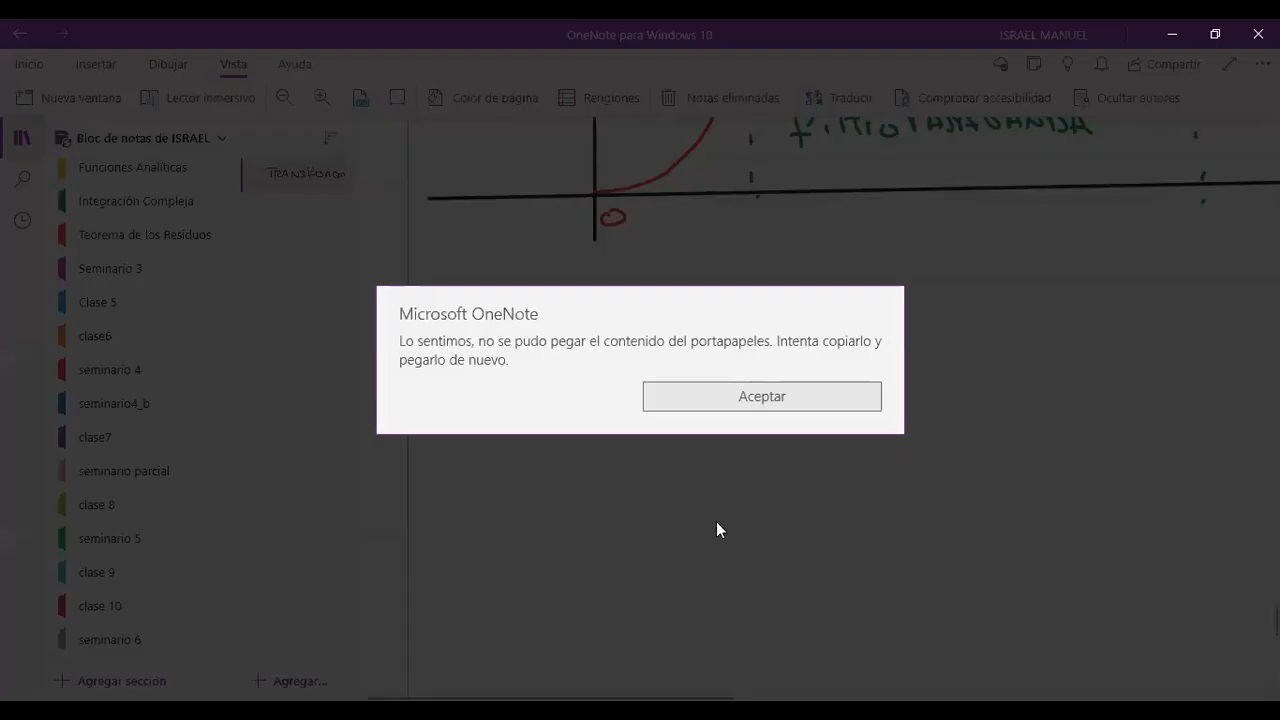 OneNote para Windows 10
ISRAEL MANUEL
Inicio Insertar Dibujar Vista Ayuda
Compartir
Nueva ventana Lector inmersivo Color de página Renglones Notas eliminadas Traducir Comprobar accesibilidad Ocultar autores
Bloc de notas de ISRAEL
Funciones Analíticas
Integración Compleja
Teorema de los Residuos
Seminario 3
Clase 5
clase6
seminario 4
seminario4_b
clase7
seminario parcial
clase 8
seminario 5
clase 9
clase 10
seminario 6
Agregar sección
Agregar...
0
Microsoft OneNote
Lo sentimos, no se pudo pegar el contenido del portapapeles. Intenta copiarlo y
pegarlo de nuevo.
Aceptar